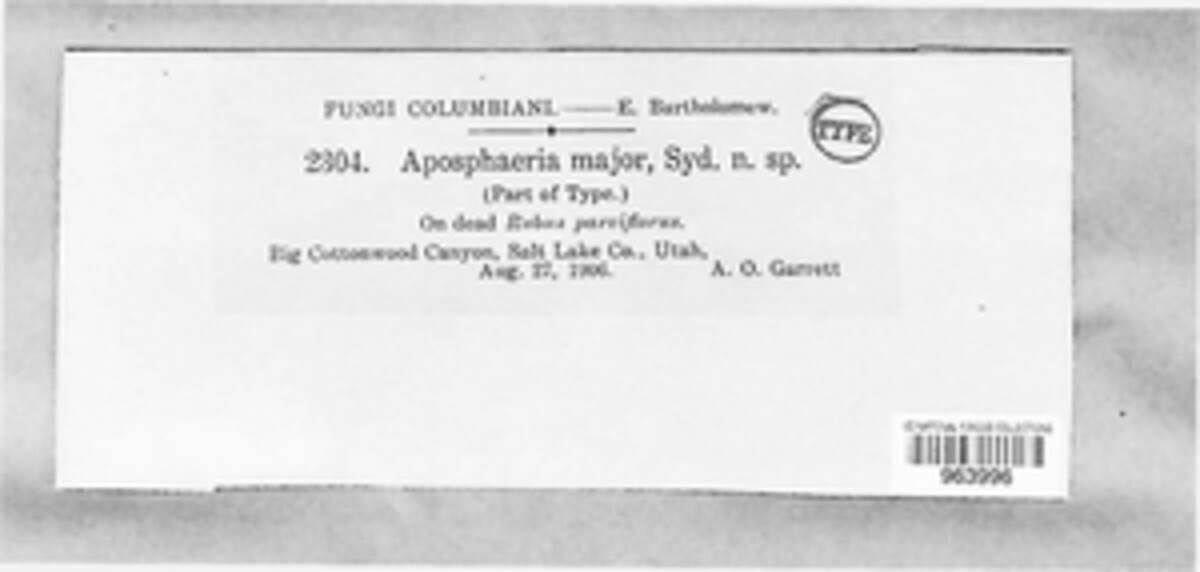 FUNGI COLUMBIANI. — E. Bartholomew.
TYPE
2304. Aposphaeria major, Syd. n. sp.
(Part of Type.)
On dead Rubus parviflorus.
Big Cottonwood Canyon, Salt Lake Co., Utah,
Aug. 27, 1906. A. O. Garrett
963996